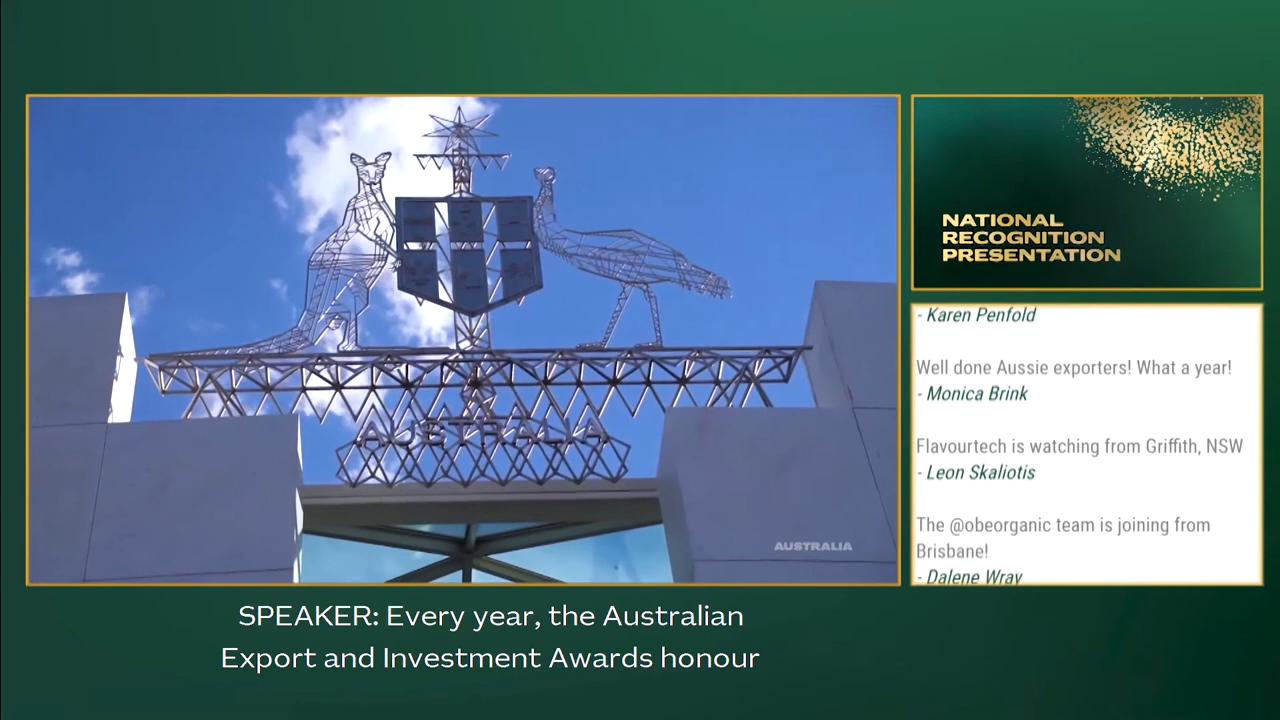 AUSTRALIA
AUSTRALIA
SPEAKER: Every year, the Australian
Export and Investment Awards honour
NATIONAL
RECOGNITION
PRESENTATION
- Karen Penfold
Well done Aussie exporters! What a year!
- Monica Brink
Flavourtech is watching from Griffith, NSW
- Leon Skaliotis
The @obeorganic team is joining from
Brisbane!
- Dalene Wray